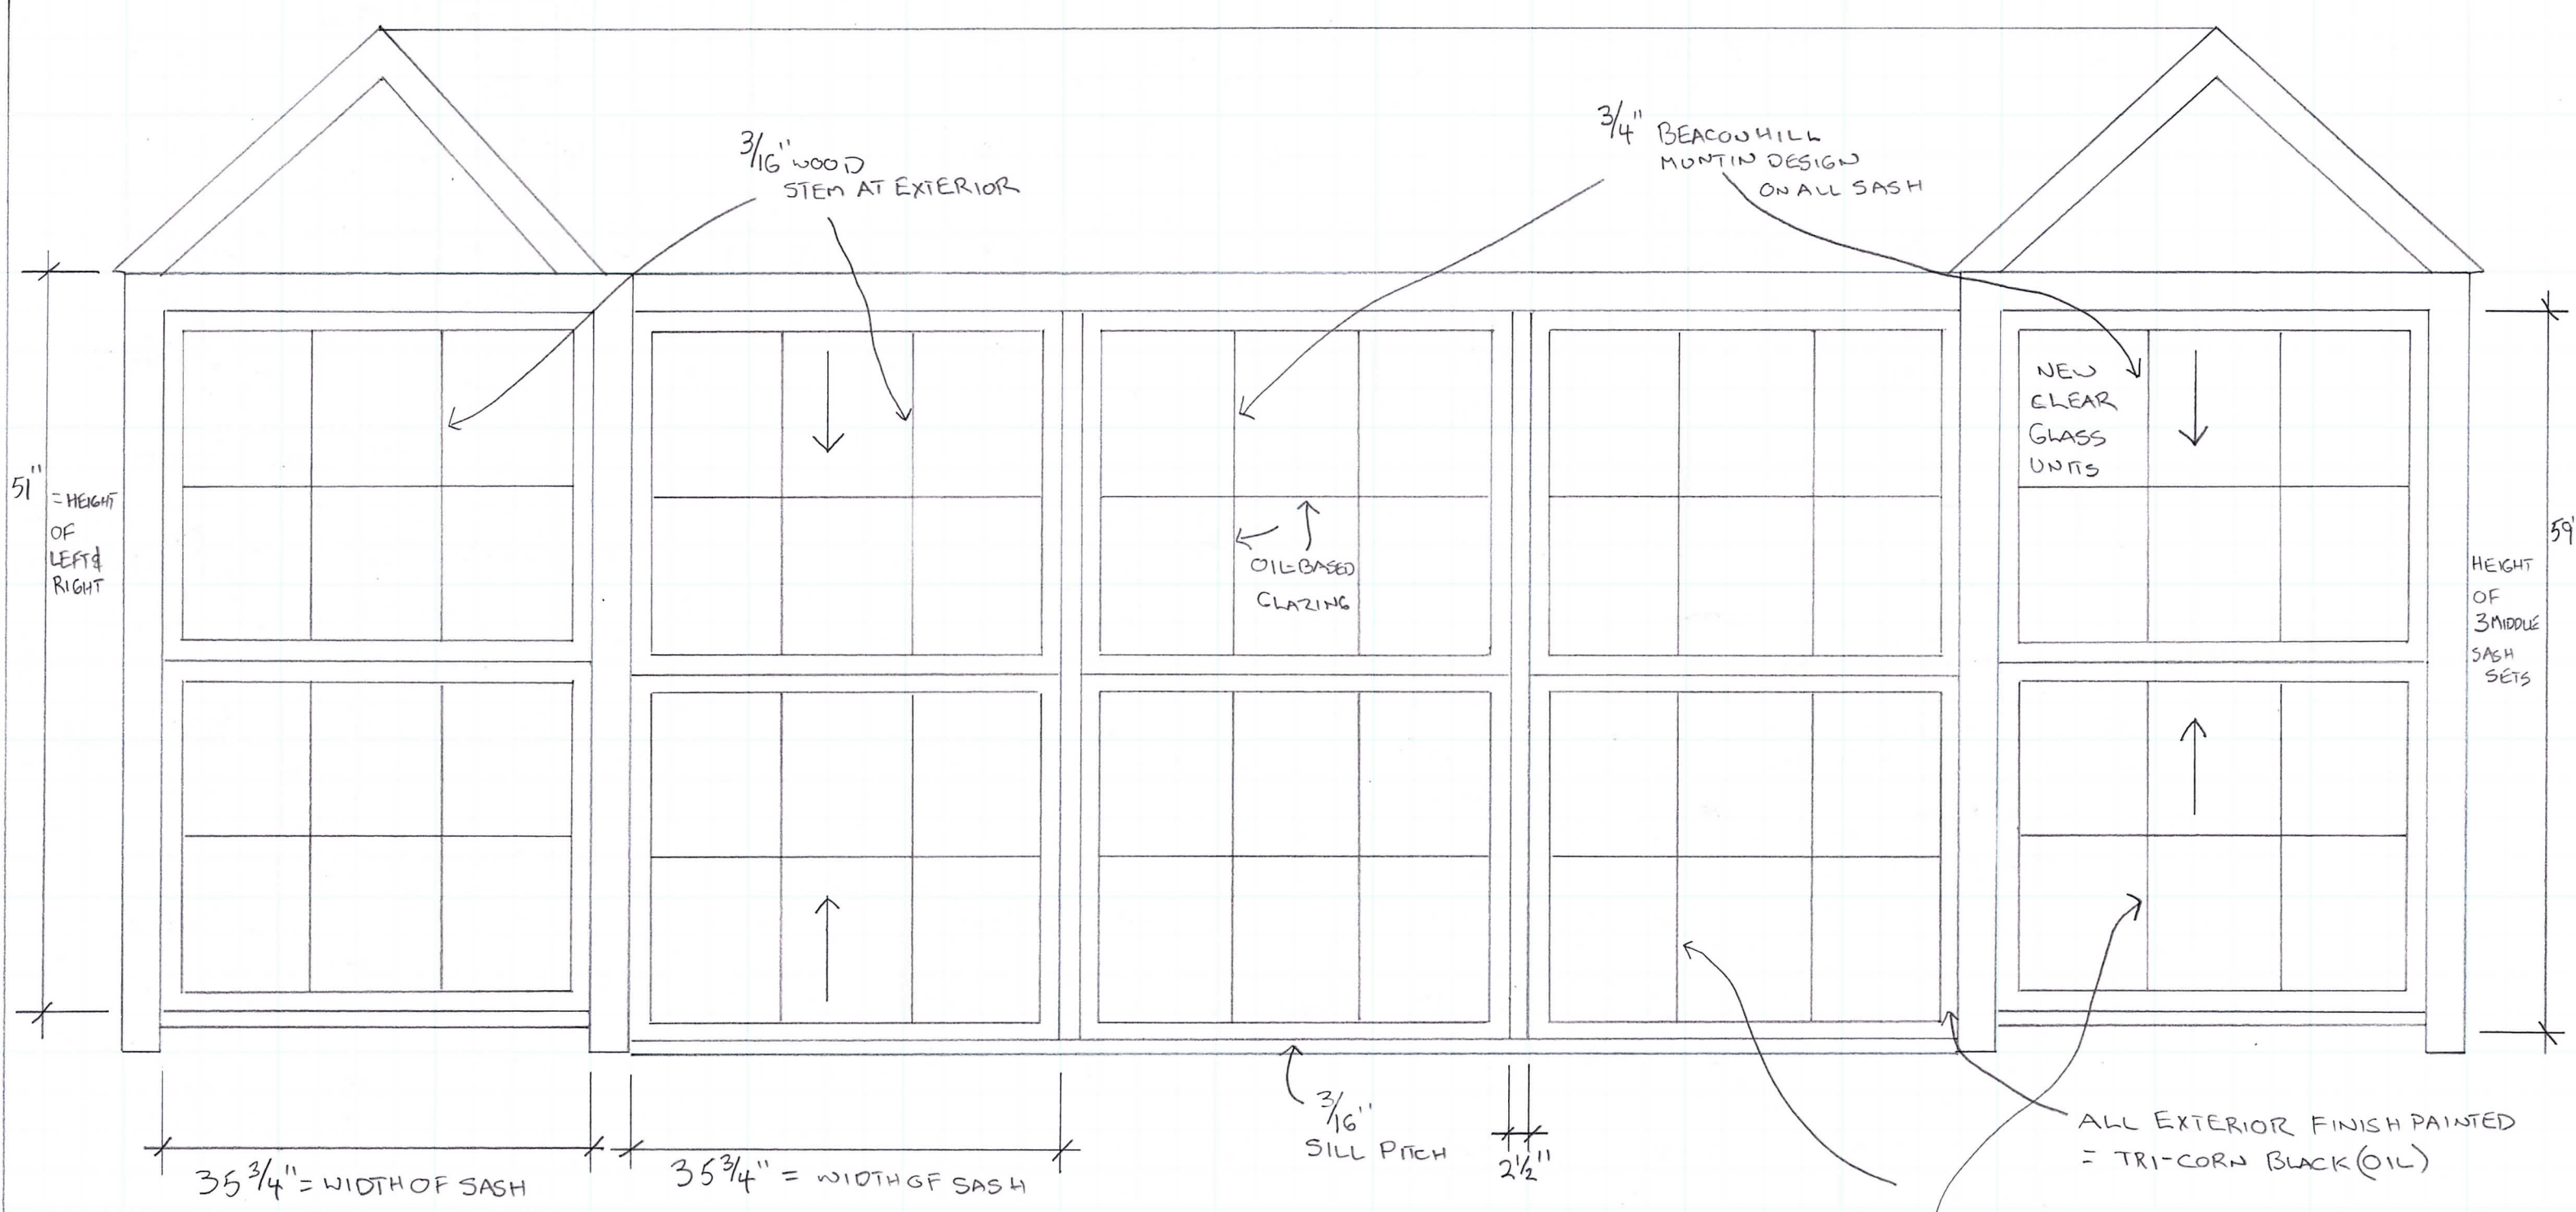 3/16" WOOD
STEM AT EXTERIOR
3/4" BEACON HILL
MUNTIN DESIGN
ON ALL SASH
NEW
CLEAR
GLASS
UNITS
51"
= HEIGHT
OF
LEFT &
RIGHT
OIL-BASED
GLAZING
59'
HEIGHT
OF
3 MIDDLE
SASH
SETS
35 3/4" = WIDTH OF SASH
35 3/4" = WIDTH OF SASH
3/16"
SILL PITCH
2 1/2"
ALL EXTERIOR FINISH PAINTED
= TRI-CORN BLACK (OIL)